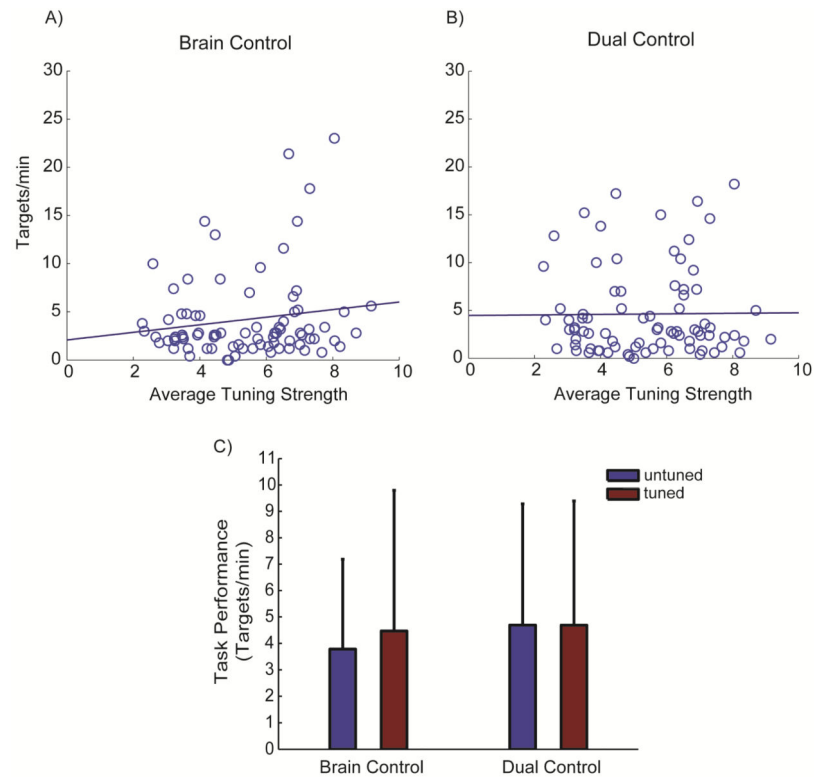 A)
Brain Control
30
25
20
15
10
5
0
Targets/min
0 2 4 6 8 10
Average Tuning Strength
B)
Dual Control
30
25
20
15
10
5
0
0 2 4 6 8 10
Average Tuning Strength
C)
11
10
9
8
7
6
5
4
3
2
1
0
Task Performance
(Targets/min)
untuned
tuned
Brain Control Dual Control